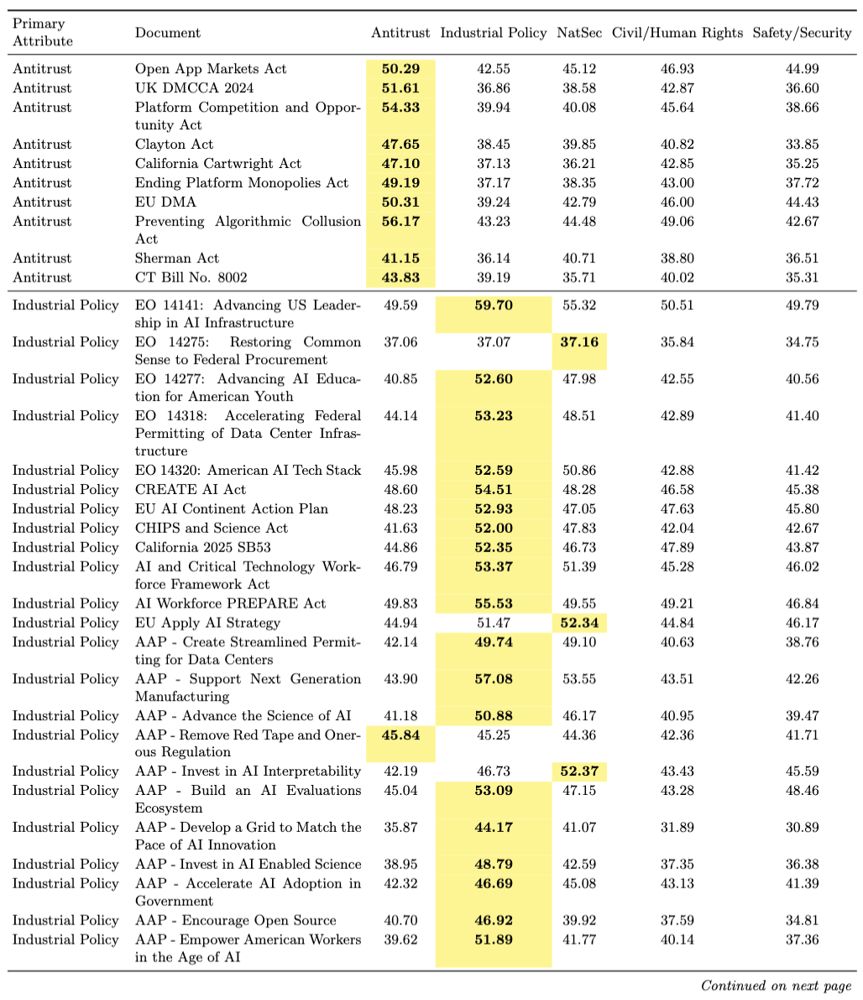 Primary Attribute Document Antitrust Industrial Policy NatSec Civil/Human Rights Safety/Security
Antitrust Open App Markets Act 50.29 42.55 45.12 46.93 44.99
Antitrust UK DMCCA 2024 51.61 36.86 38.58 42.87 36.60
Antitrust Platform Competition and Oppor- 54.33 39.94 40.08 45.64 38.66
tunity Act
Antitrust Clayton Act 47.65 38.45 39.85 40.82 33.85
Antitrust California Cartwright Act 47.10 37.13 36.21 42.85 35.25
Antitrust Ending Platform Monopolies Act 49.19 37.17 38.35 43.00 37.72
Antitrust EU DMA 50.31 39.24 42.79 46.00 44.43
Antitrust Preventing Algorithmic Collusion 56.17 43.23 44.48 49.06 42.67
Act
Antitrust Sherman Act 41.15 36.14 40.71 38.80 36.51
Antitrust CT Bill No. 8002 43.83 39.19 35.71 40.02 35.31
Industrial Policy EO 14141: Advancing US Leader- 49.59 59.70 55.32 50.51 49.79
ship in AI Infrastructure
Industrial Policy EO 14275: Restoring Common 37.06 37.07 37.16 35.84 34.75
Sense to Federal Procurement
Industrial Policy EO 14277: Advancing AI Educa- 40.85 52.60 47.98 42.55 40.56
tion for American Youth
Industrial Policy EO 14318: Accelerating Federal 44.14 53.23 48.51 42.89 41.40
Permitting of Data Center Infras-
tructure
Industrial Policy EO 14320: American AI Tech Stack 45.98 52.59 50.86 42.88 41.42
Industrial Policy CREATE AI Act 48.60 54.51 48.28 46.58 45.38
Industrial Policy EU AI Continent Action Plan 48.23 52.93 47.05 47.63 45.80
Industrial Policy CHIPS and Science Act 41.63 52.00 47.83 42.04 42.67
Industrial Policy California 2025 SB53 44.86 52.35 46.73 47.89 43.87
Industrial Policy AI and Critical Technology Work- 46.79 53.37 51.39 45.28 46.02
force Framework Act
Industrial Policy AI Workforce PREPARE Act 49.83 55.53 49.55 49.21 46.84
Industrial Policy EU Apply AI Strategy 44.94 51.47 52.34 44.84 46.17
Industrial Policy AAP - Create Streamlined Permit- 42.14 49.74 49.10 40.63 38.76
ting for Data Centers
Industrial Policy AAP - Support Next Generation 43.90 57.08 53.55 43.51 42.26
Manufacturing
Industrial Policy AAP - Advance the Science of AI 41.18 50.88 46.17 40.95 39.47
Industrial Policy AAP - Remove Red Tape and Oner- 45.84 45.25 44.36 42.36 41.71
ous Regulation
Industrial Policy AAP - Invest in AI Interpretability 42.19 46.73 52.37 43.43 45.59
Industrial Policy AAP - Build an AI Evaluations 45.04 53.09 47.15 43.28 48.46
Ecosystem
Industrial Policy AAP - Develop a Grid to Match the 35.87 44.17 41.07 31.89 30.89
Pace of AI Innovation
Industrial Policy AAP - Invest in AI Enabled Science 38.95 48.79 42.59 37.35 36.38
Industrial Policy AAP - Accelerate AI Adoption in 42.32 46.69 45.08 43.13 41.39
Government
Industrial Policy AAP - Encourage Open Source 40.70 46.92 39.92 37.59 34.81
Industrial Policy AAP - Empower American Workers 39.62 51.89 41.77 40.14 37.36
in the Age of AI
Continued on next page